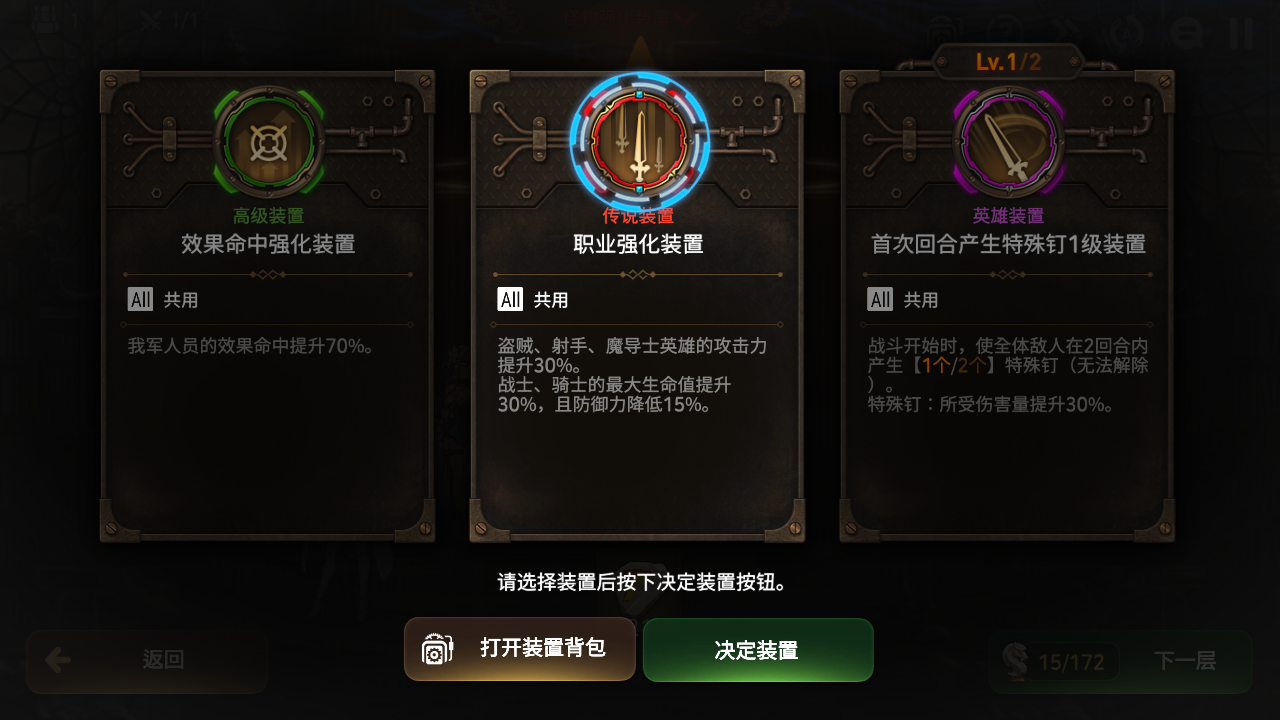 Lv.1/2
高级装置
效果命中强化装置
All 共用
我军人员的效果命中提升70%。
传说装置
职业强化装置
All 共用
盗贼、射手、魔导士英雄的攻击力
提升30%。
战士、骑士的最大生命值提升
30%，且防御力降低15%。
英雄装置
首次回合产生特殊钉1级装置
All 共用
战斗开始时，使全体敌人在2回合内
产生【1个/2个】特殊钉（无法解除
）。
特殊钉：所受伤害量提升30%。
请选择装置后按下决定装置按钮。
返回
打开装置背包
决定装置
15/172
下一层